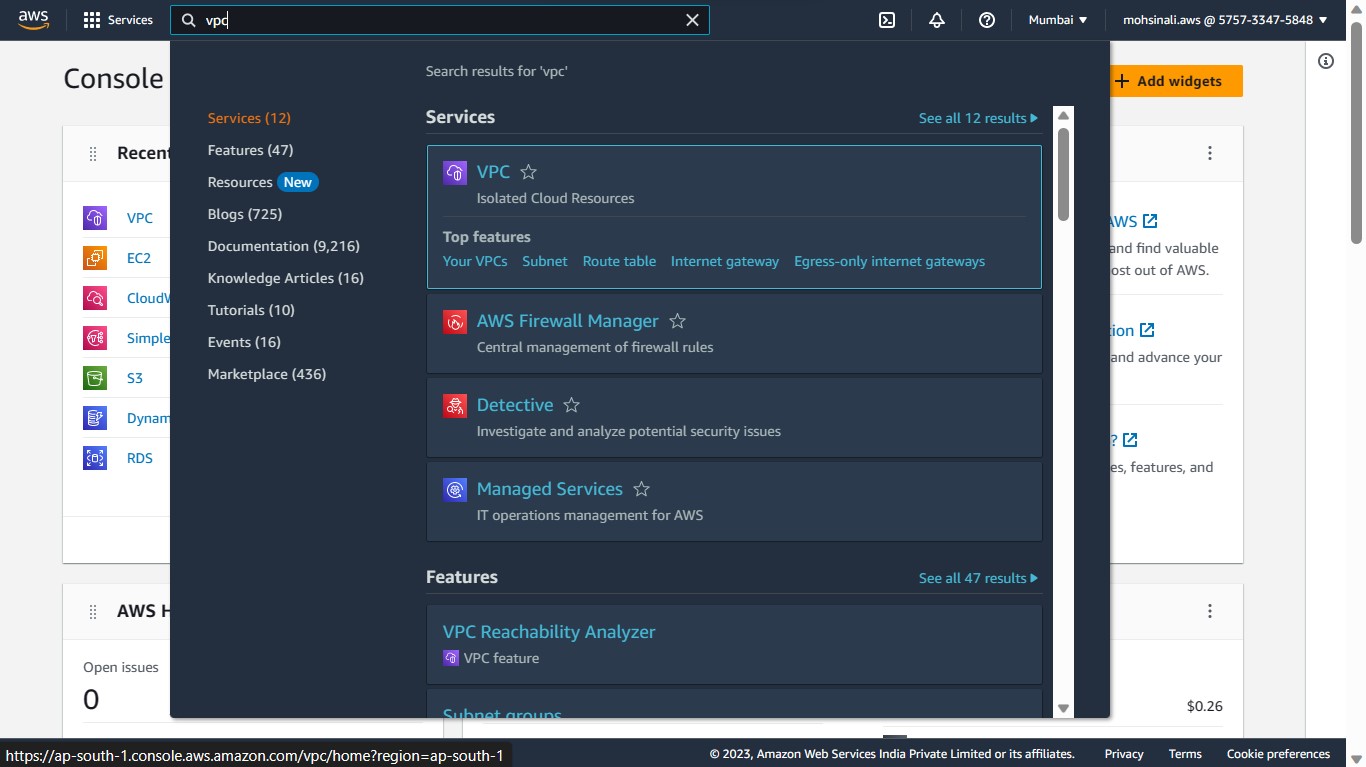 aws
Services
vpc
Mumbai
mohsinali.aws @ 5757-3347-5848
Console
Add widgets
Search results for 'vpc'
Services (12)
Features (47)
Resources New
Blogs (725)
Documentation (9,216)
Knowledge Articles (16)
Tutorials (10)
Events (16)
Marketplace (436)
Services
See all 12 results
VPC
Isolated Cloud Resources
Top features
Your VPCs Subnet Route table Internet gateway Egress-only internet gateways
AWS Firewall Manager
Central management of firewall rules
Detective
Investigate and analyze potential security issues
Managed Services
IT operations management for AWS
Features
See all 47 results
VPC Reachability Analyzer
VPC feature
Subnet groups
Recent
VPC
EC2
CloudW
Simple
S3
Dynam
RDS
AWS H
Open issues
0
AWS
and find valuable
ost out of AWS.
tion
and advance your
?
es, features, and
$0.26
https://ap-south-1.console.aws.amazon.com/vpc/home?region=ap-south-1
© 2023, Amazon Web Services India Private Limited or its affiliates. Privacy Terms Cookie preferences